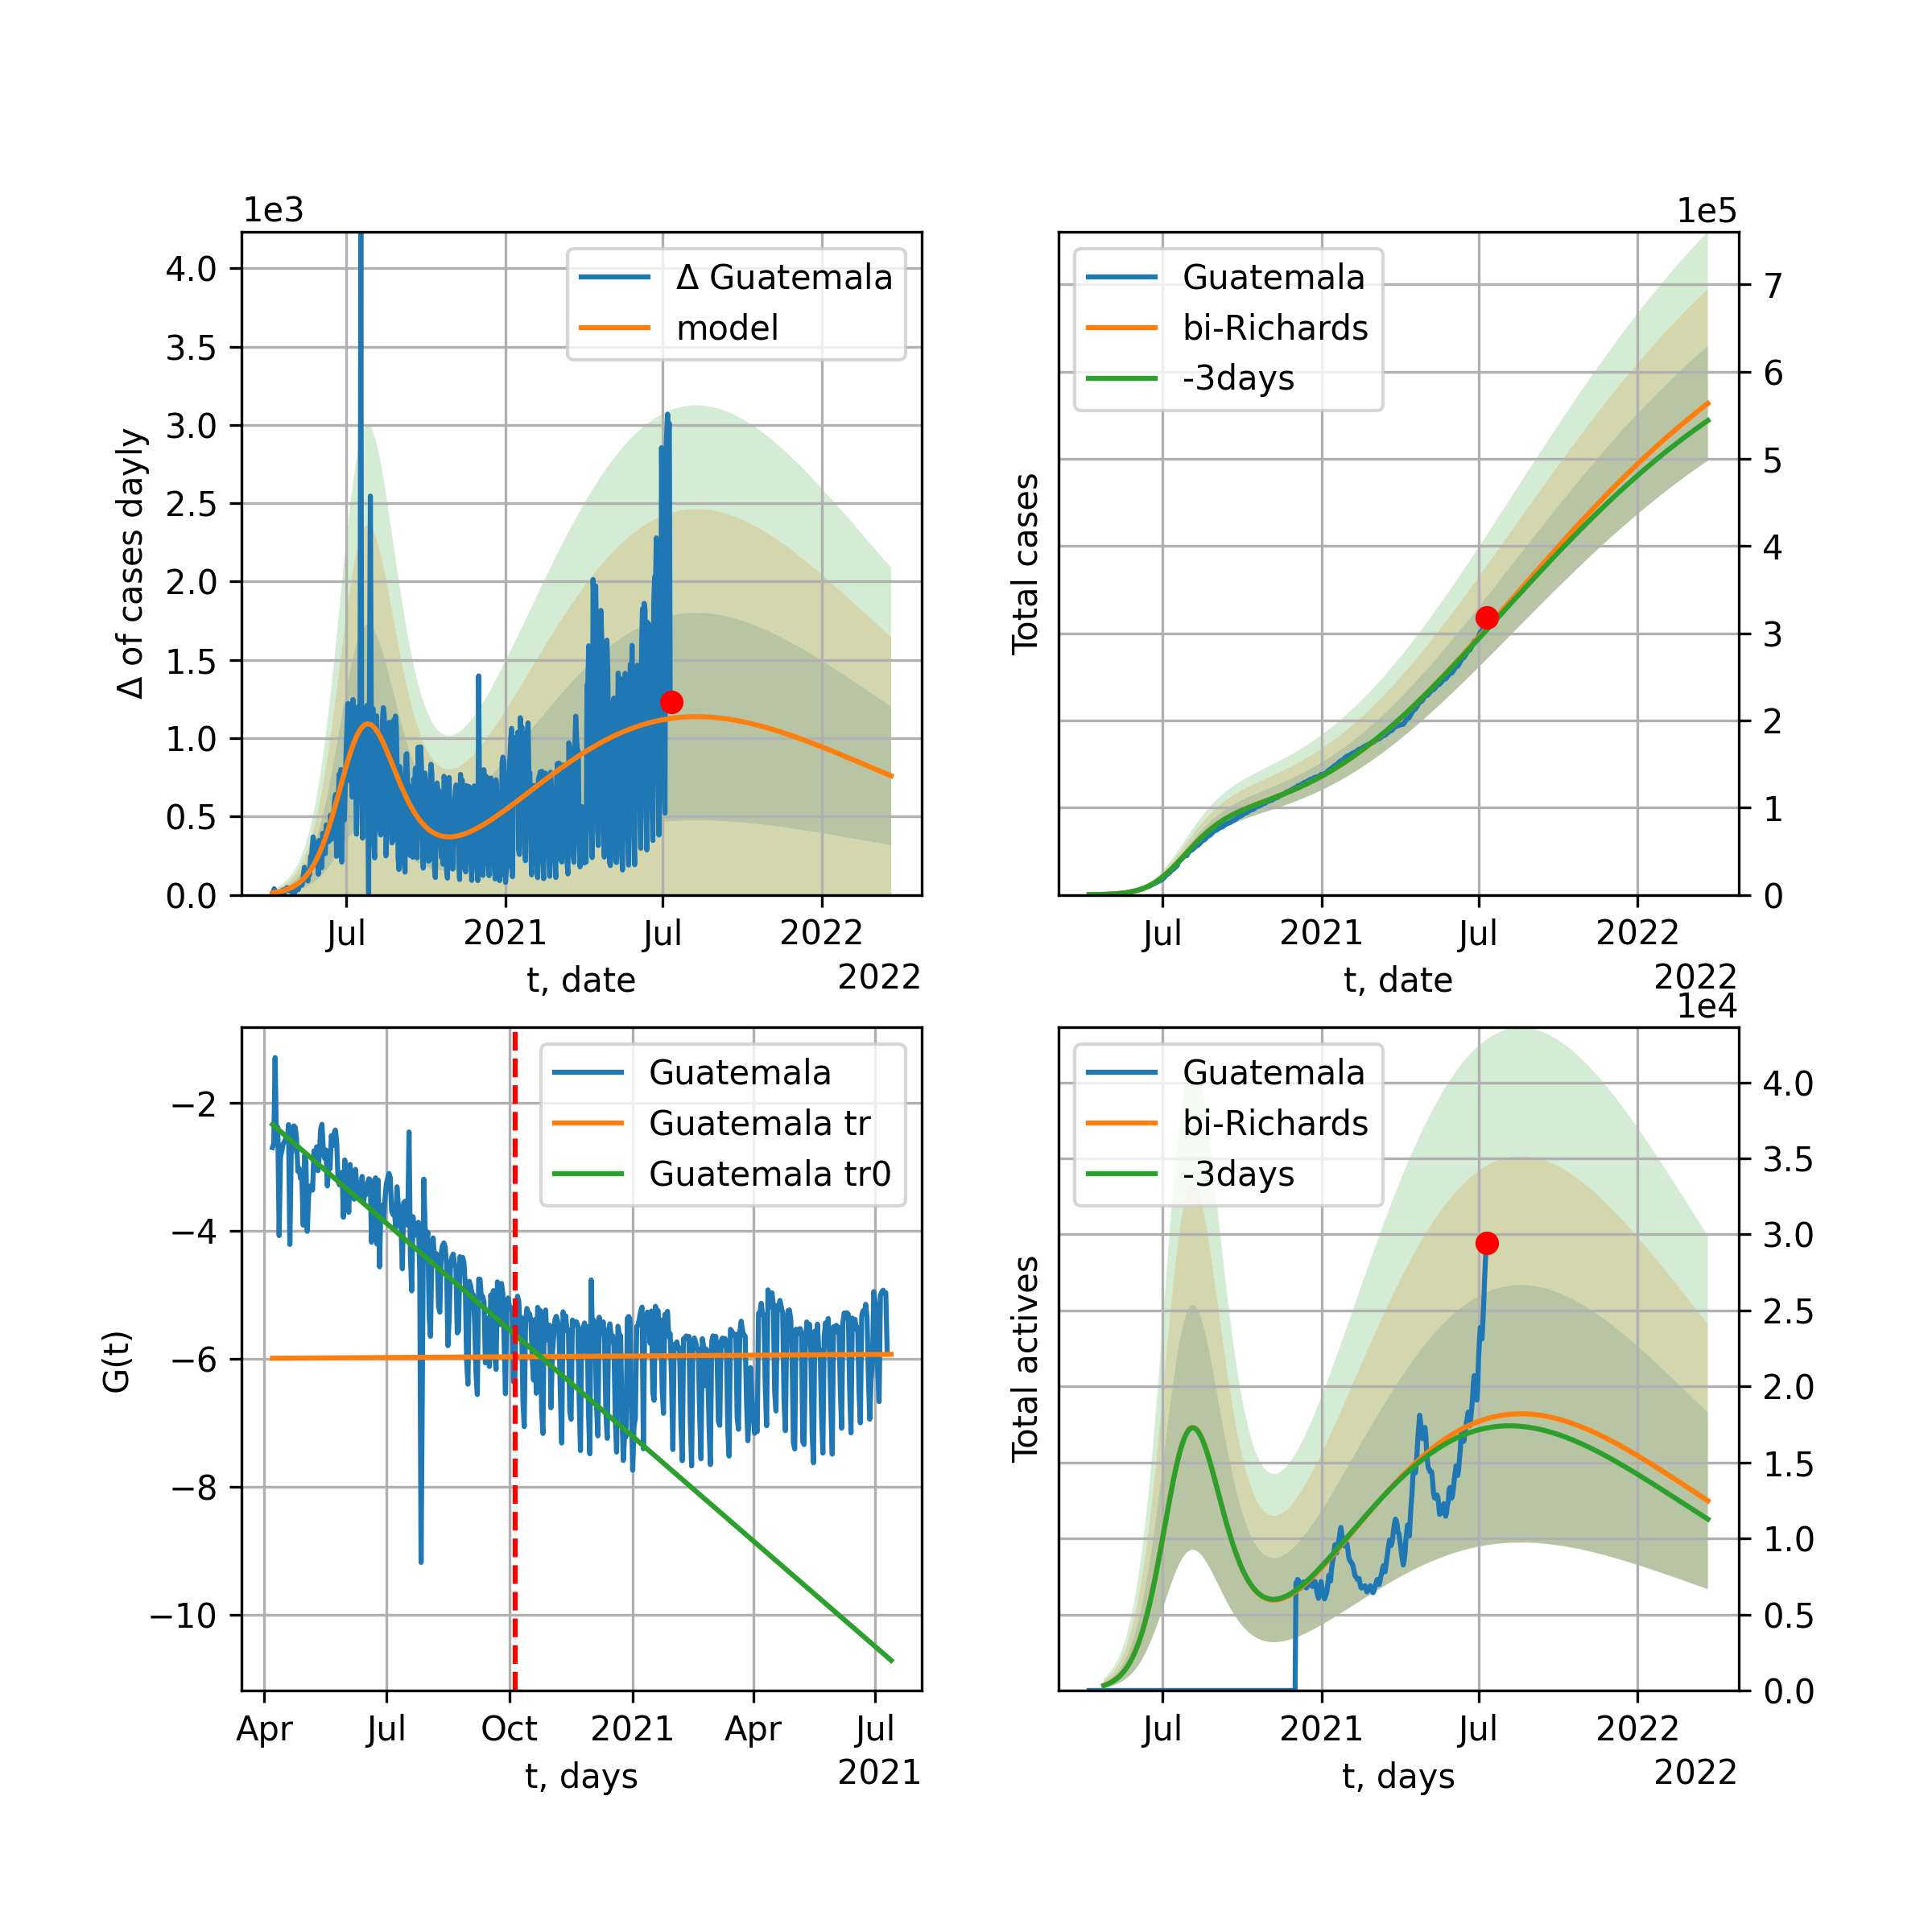 1e3
4.0
3.5
3.0
2.5
2.0
1.5
1.0
0.5
0.0
Δ of cases dayly
Δ Guatemala
model
Jul
2021
Jul
2022
t, date
2022
1e5
Guatemala
bi-Richards
-3days
Total cases
7
6
5
4
3
2
1
0
Jul
2021
Jul
2022
t, date
2022
−2
−4
−6
−8
−10
G(t)
Guatemala
Guatemala tr
Guatemala tr0
Apr
Jul
Oct
2021
Apr
Jul
t, days
2021
1e4
Guatemala
bi-Richards
-3days
Total actives
4.0
3.5
3.0
2.5
2.0
1.5
1.0
0.5
0.0
Jul
2021
Jul
2022
t, days
2022